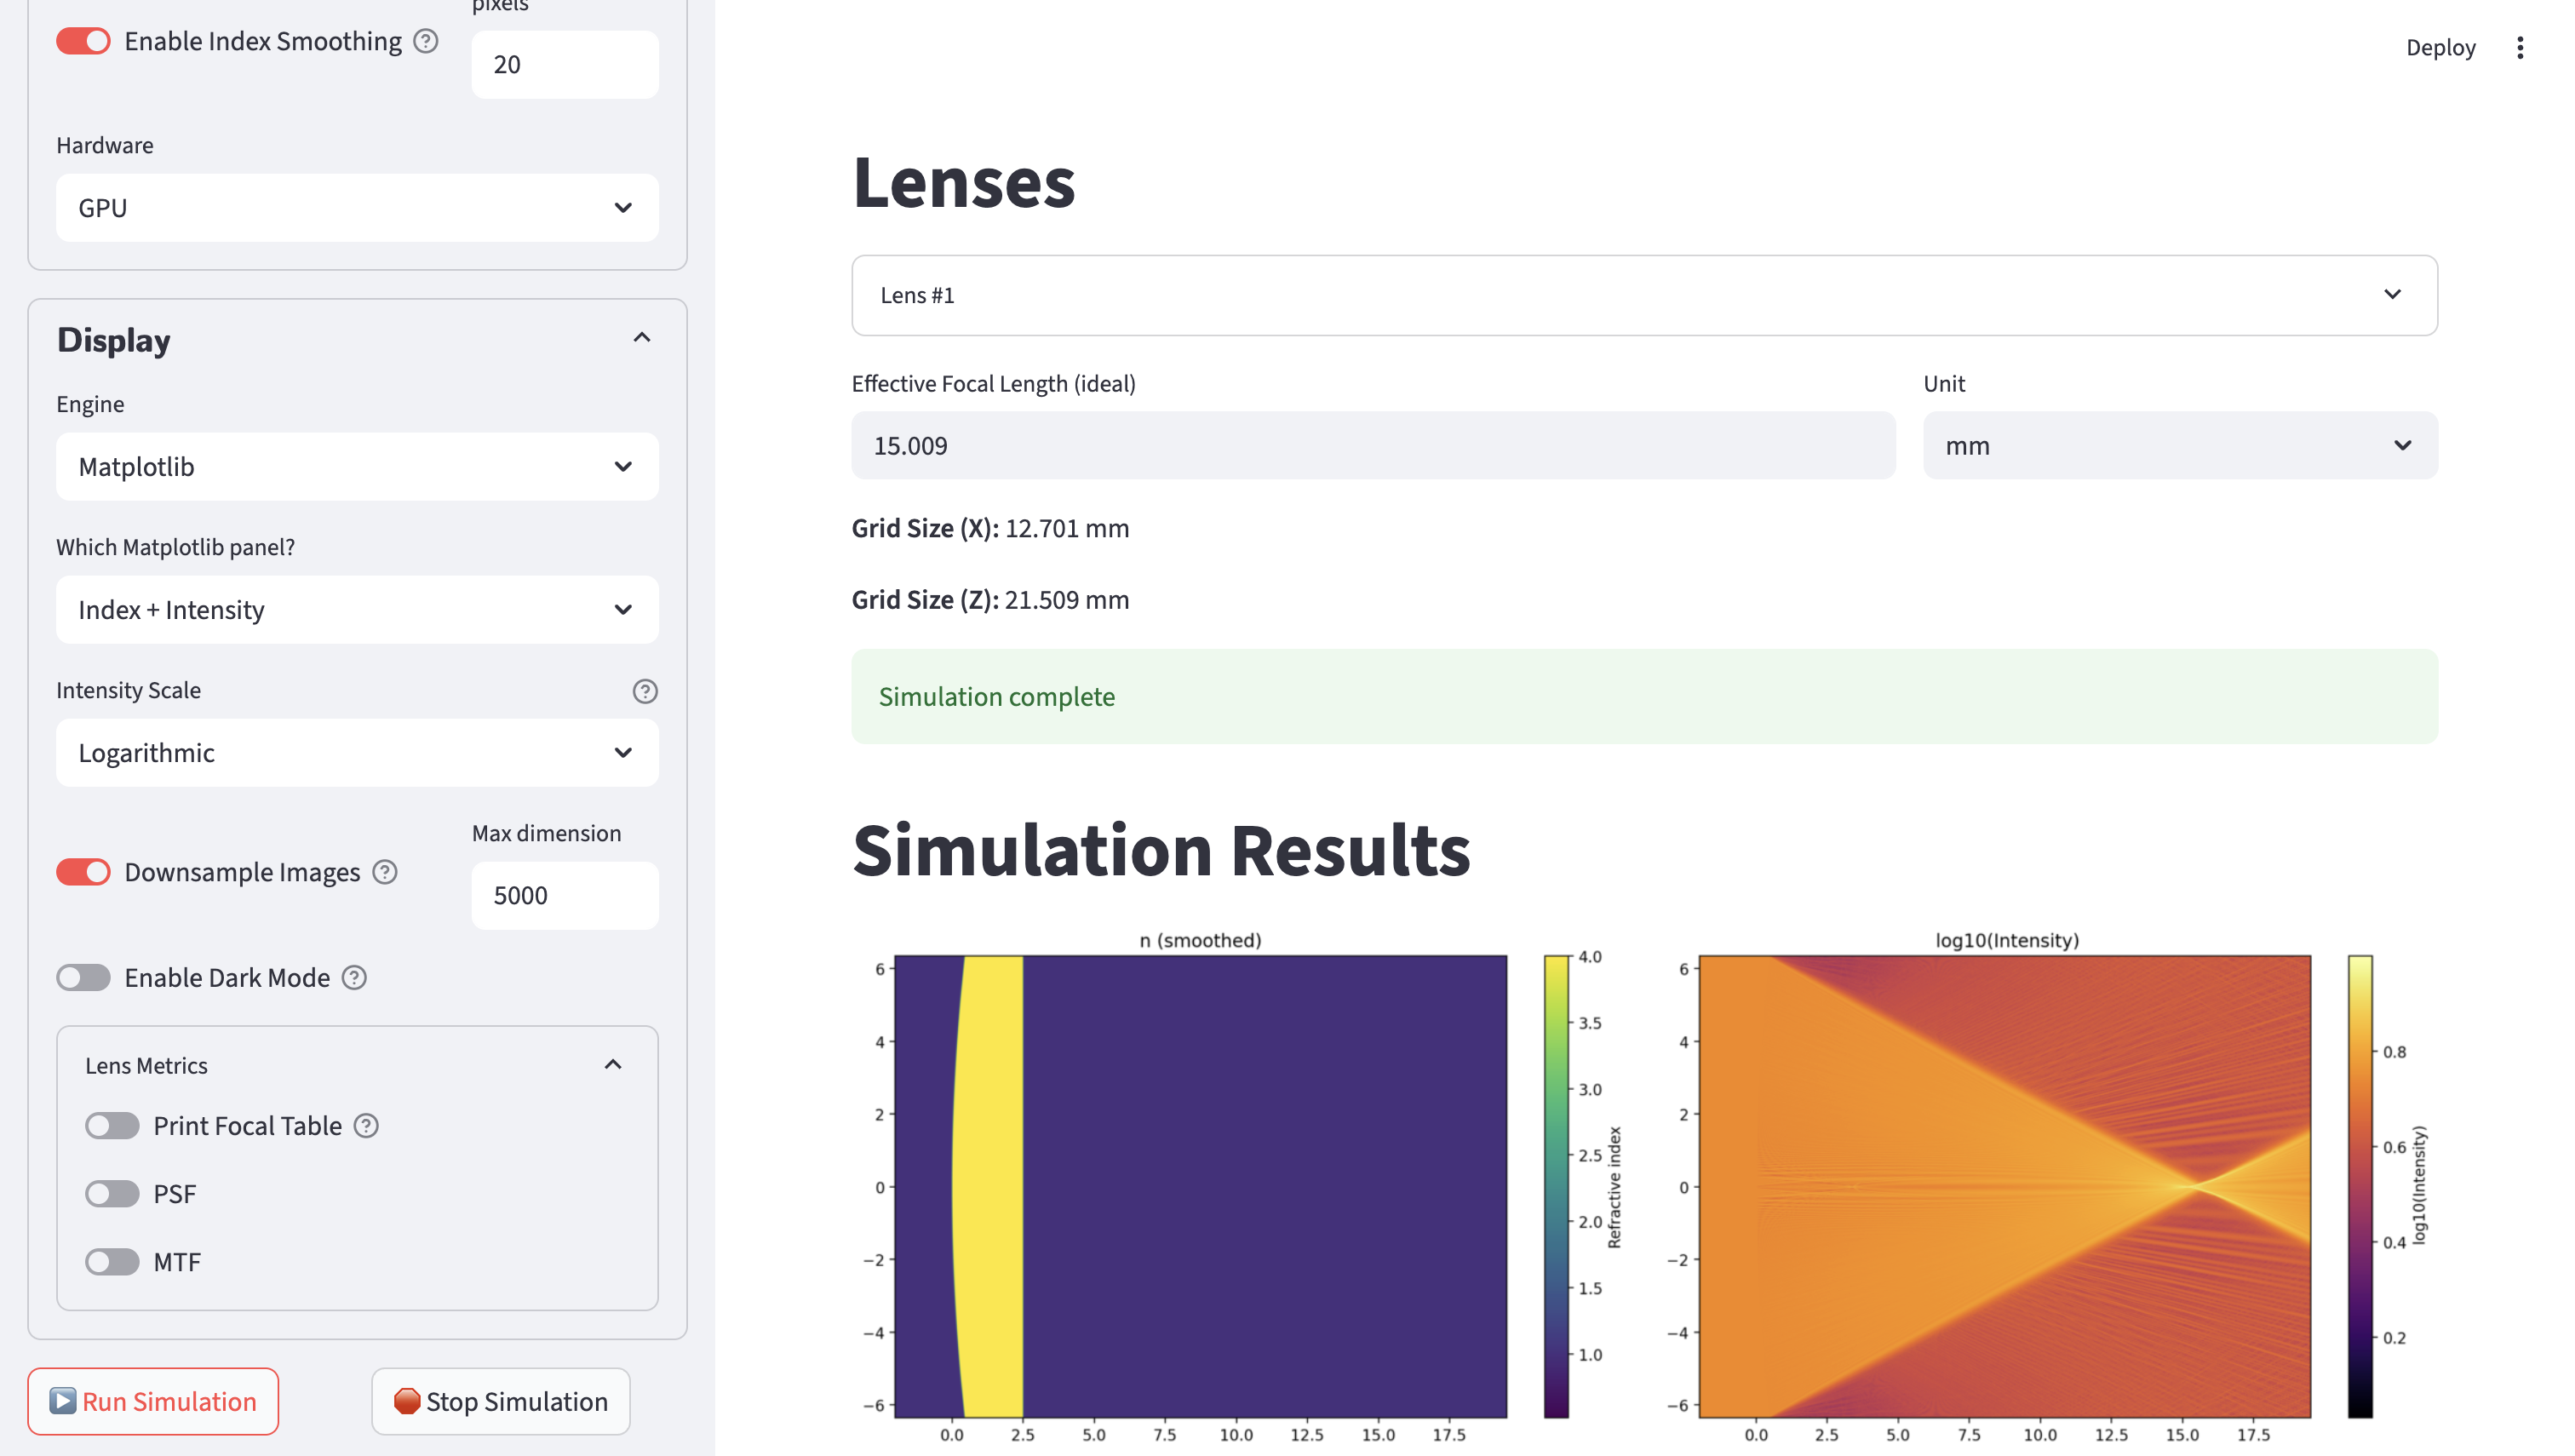 pixels
Enable Index Smoothing
20
Hardware
GPU
Display
Engine
Matplotlib
Which Matplotlib panel?
Index + Intensity
Intensity Scale
Logarithmic
Max dimension
Downsample Images
5000
Enable Dark Mode
Lens Metrics
Print Focal Table
PSF
MTF
Run Simulation
Stop Simulation
Deploy
Lenses
Lens #1
Effective Focal Length (ideal)
Unit
15.009
mm
Grid Size (X): 12.701 mm
Grid Size (Z): 21.509 mm
Simulation complete
Simulation Results
n (smoothed)
6
4
2
0
−2
−4
−6
0.0 2.5 5.0 7.5 10.0 12.5 15.0 17.5
4.0
3.5
3.0
2.5
2.0
1.5
1.0
Refractive index
log10(Intensity)
6
4
2
0
−2
−4
−6
0.0 2.5 5.0 7.5 10.0 12.5 15.0 17.5
0.8
0.6
0.4
0.2
log10(Intensity)